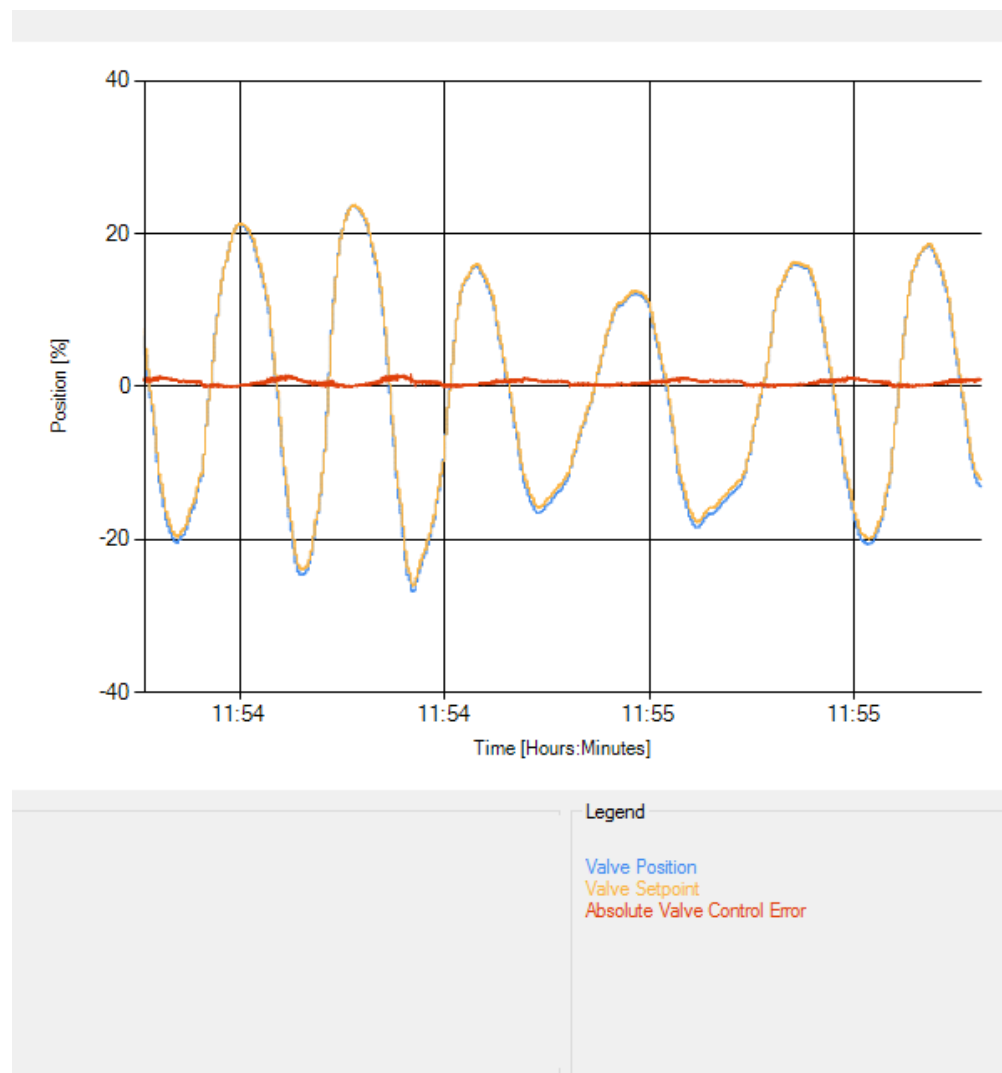 40
20
0
-20
-40
Position [%]
11:54 11:54 11:55 11:55
Time [Hours:Minutes]
Legend
Valve Position
Valve Setpoint
Absolute Valve Control Error